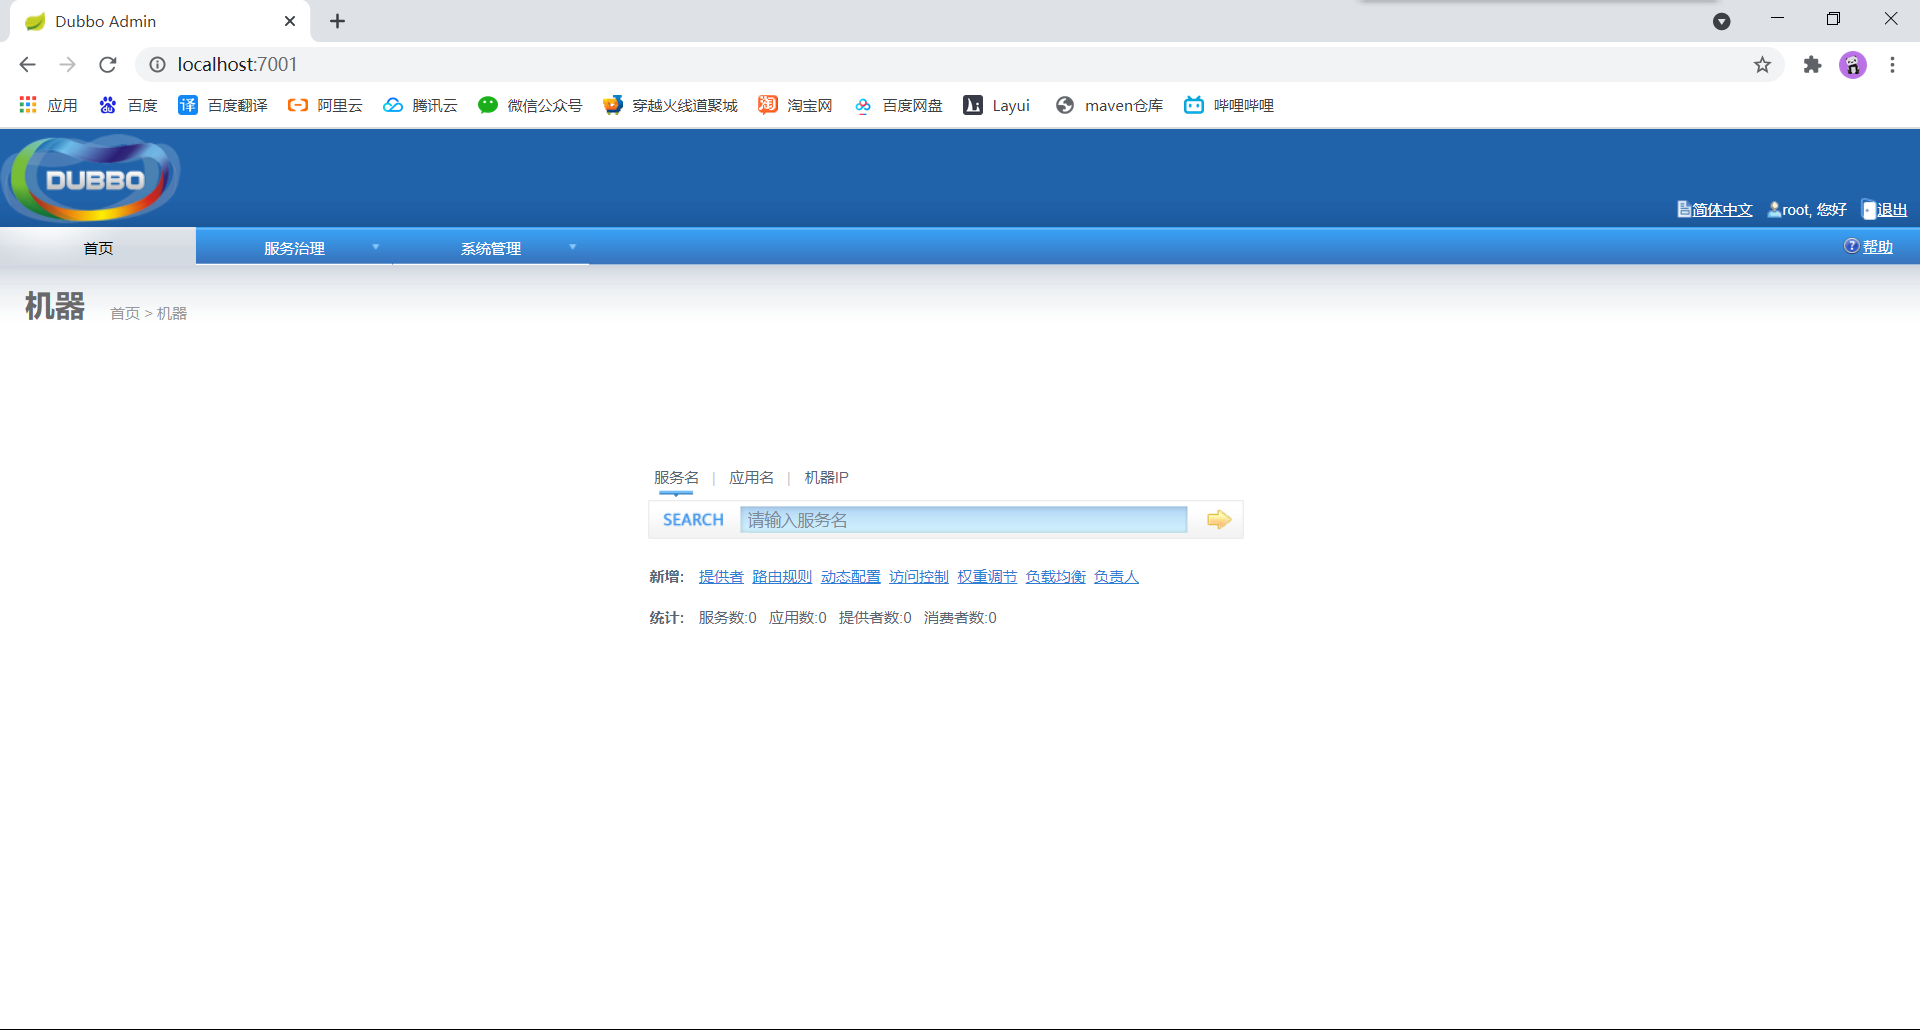 Dubbo Admin
localhost:7001
应用 百度 译 百度翻译 阿里云 腾讯云 微信公众号 穿越火线道聚城 淘 淘宝网 百度网盘 Layui maven仓库 哔哩哔哩
DUBBO
简体中文 root, 您好 退出
首页 服务治理 系统管理 帮助
机器 首页 > 机器
服务名 | 应用名 | 机器IP
SEARCH 请输入服务名
新增: 提供者 路由规则 动态配置 访问控制 权重调节 负载均衡 负责人
统计: 服务数:0 应用数:0 提供者数:0 消费者数:0